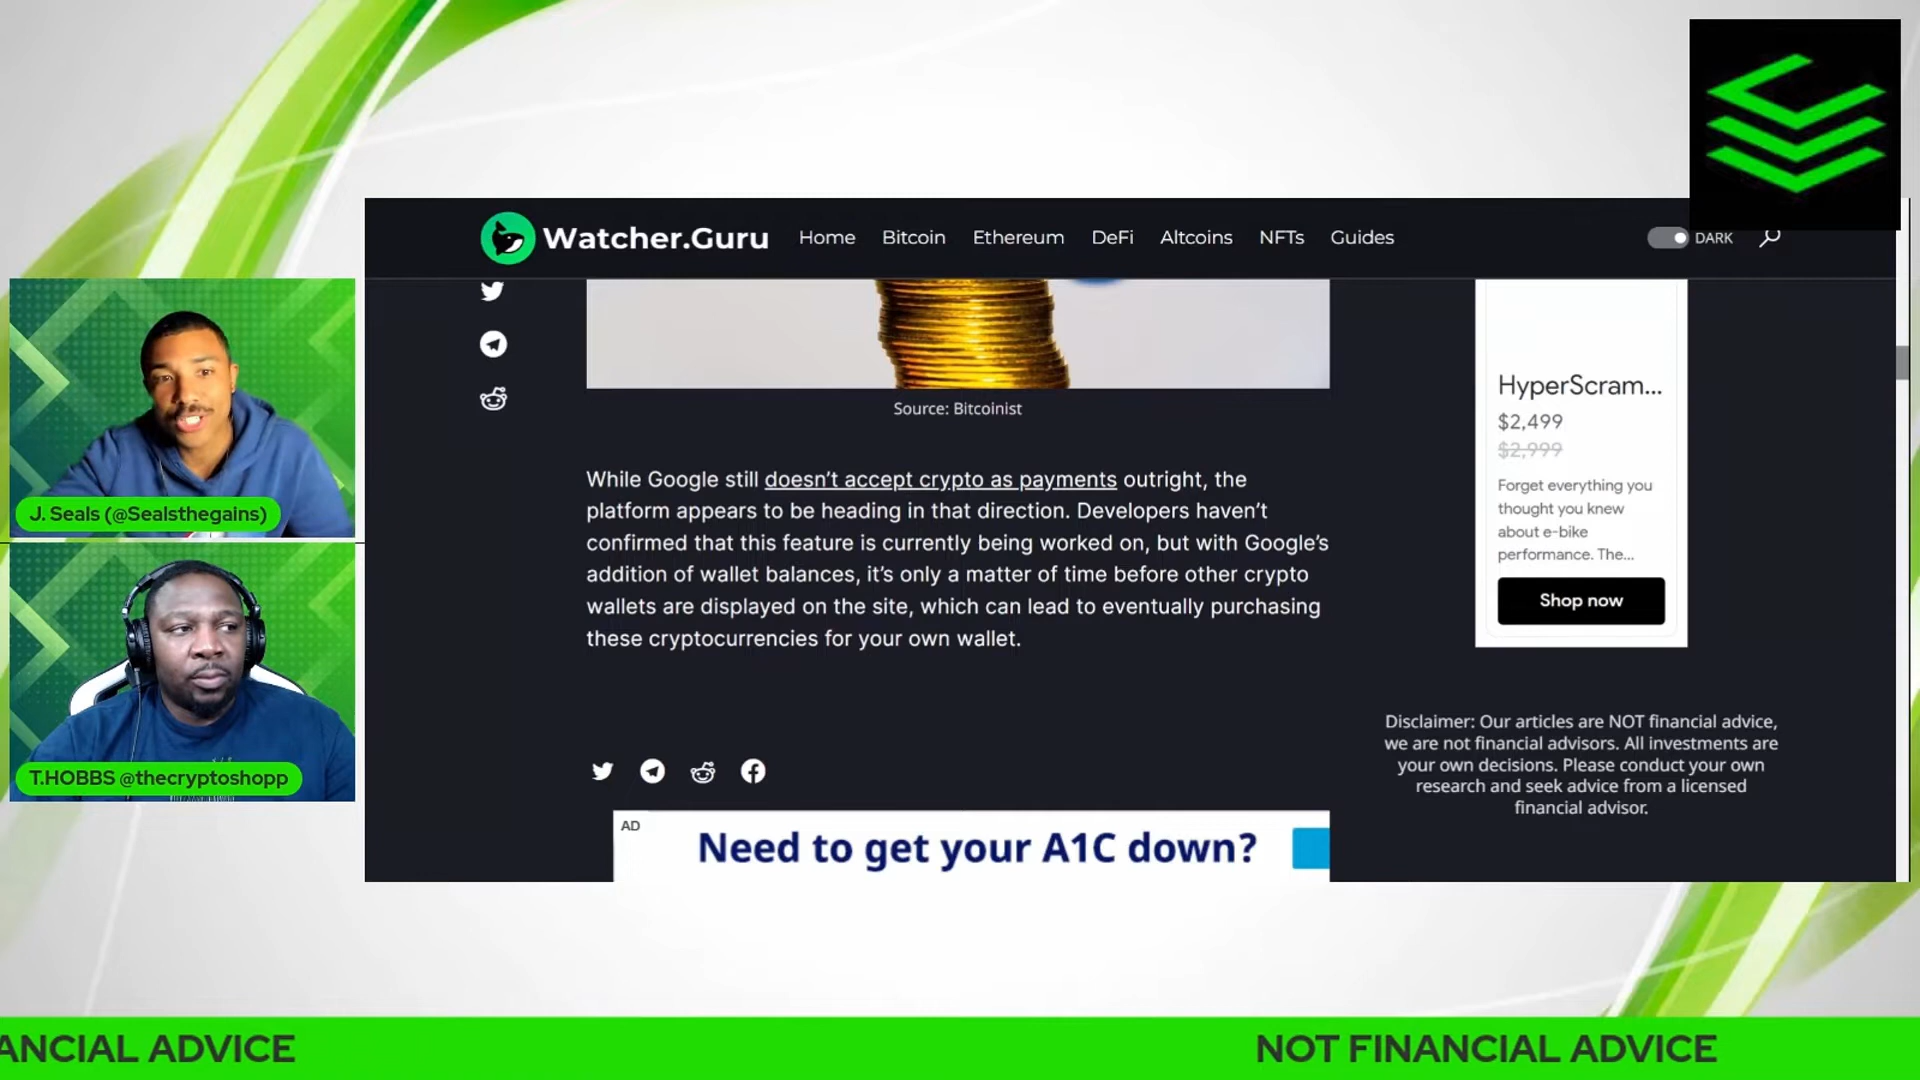 Watcher.Guru
Home Bitcoin Ethereum DeFi Altcoins NFTs Guides
DARK
Source: Bitcoinist
While Google still doesn’t accept crypto as payments outright, the
platform appears to be heading in that direction. Developers haven’t
confirmed that this feature is currently being worked on, but with Google’s
addition of wallet balances, it’s only a matter of time before other crypto
wallets are displayed on the site, which can lead to eventually purchasing
these cryptocurrencies for your own wallet.
HyperScram...
$2,499
$2,999
Forget everything you
thought you knew
about e-bike
performance. The...
Shop now
Disclaimer: Our articles are NOT financial advice,
we are not financial advisors. All investments are
your own decisions. Please conduct your own
research and seek advice from a licensed
financial advisor.
AD
Need to get your A1C down?
J. Seals (@Sealsthegains)
T.HOBBS @thecryptoshopp
ANCIAL ADVICE
NOT FINANCIAL ADVICE